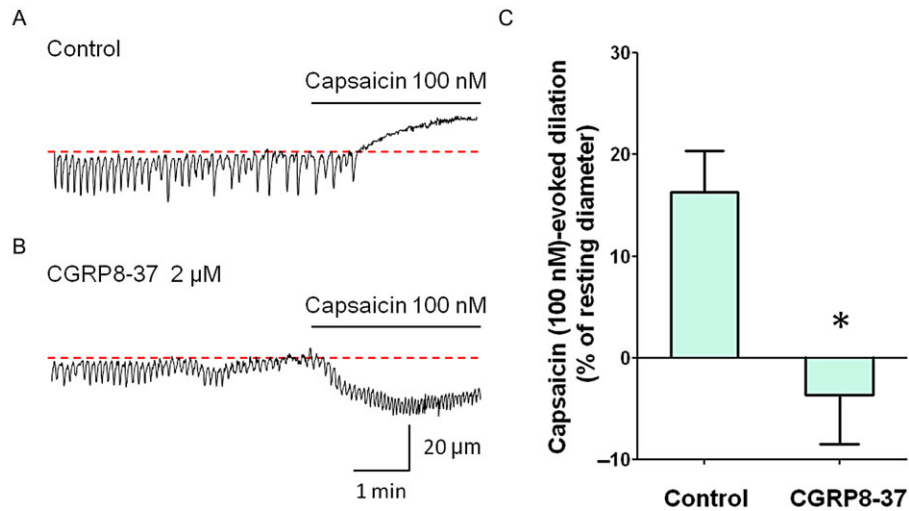 A
Control
Capsaicin 100 nM
B
CGRP8-37 2 μM
Capsaicin 100 nM
20 μm
1 min
C
Capsaicin (100 nM)-evoked dilation
(% of resting diameter)
30
20
10
0
–10
*
Control CGRP8-37